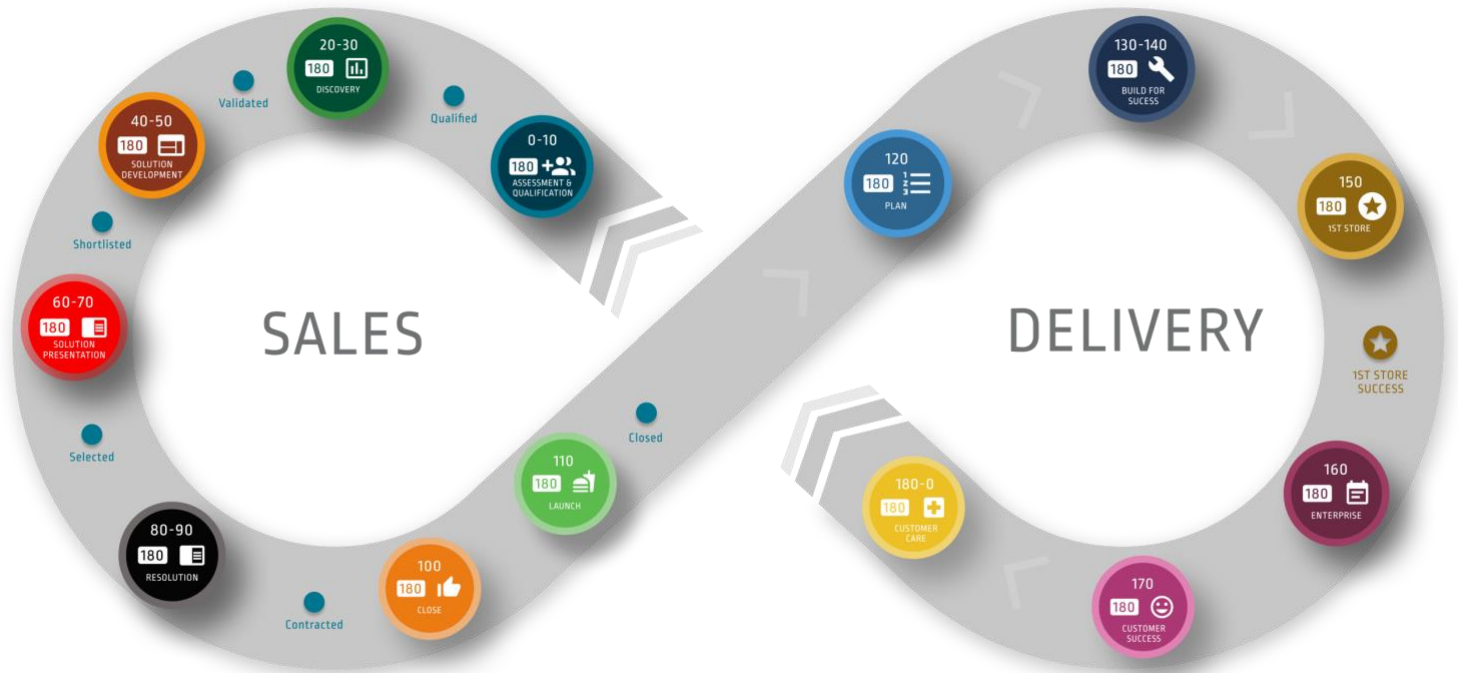 SALES
0-10
180
ASSESSMENT &
QUALIFICATION
Qualified
20-30
180
DISCOVERY
Validated
40-50
180
SOLUTION
DEVELOPMENT
Shortlisted
60-70
180
SOLUTION
PRESENTATION
Selected
80-90
180
RESOLUTION
Contracted
100
180
CLOSE
110
180
LAUNCH
Closed
DELIVERY
120
180
1
2
3
PLAN
130-140
180
BUILD FOR
SUCESS
150
180
1ST STORE
1ST STORE
SUCCESS
160
180
ENTERPRISE
170
180
CUSTOMER
SUCCESS
180-0
180
CUSTOMER
CARE